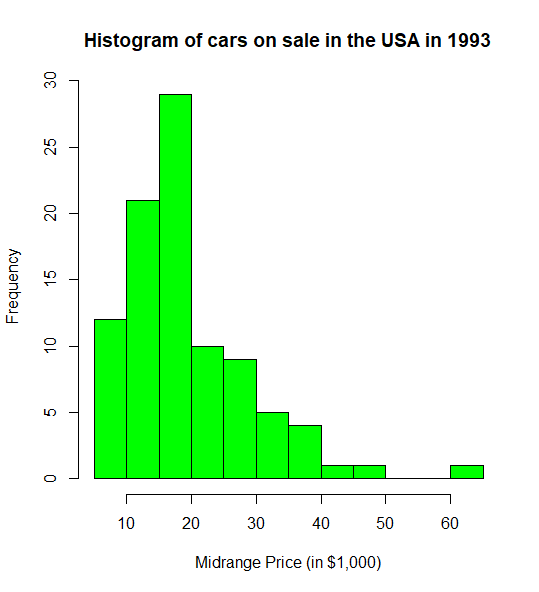 Histogram of cars on sale in the USA in 1993
Frequency
30
25
20
15
10
5
0
10 20 30 40 50 60
Midrange Price (in $1,000)